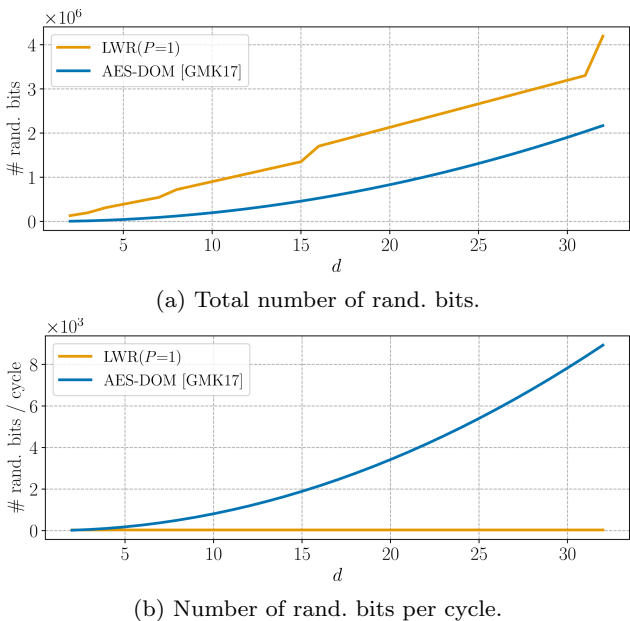 ×10⁶
LWR(P=1)
AES-DOM [GMK17]
# rand. bits
4
3
2
1
0
5 10 15 20 25 30
d
(a) Total number of rand. bits.
×10³
LWR(P=1)
AES-DOM [GMK17]
# rand. bits / cycle
8
6
4
2
0
5 10 15 20 25 30
d
(b) Number of rand. bits per cycle.